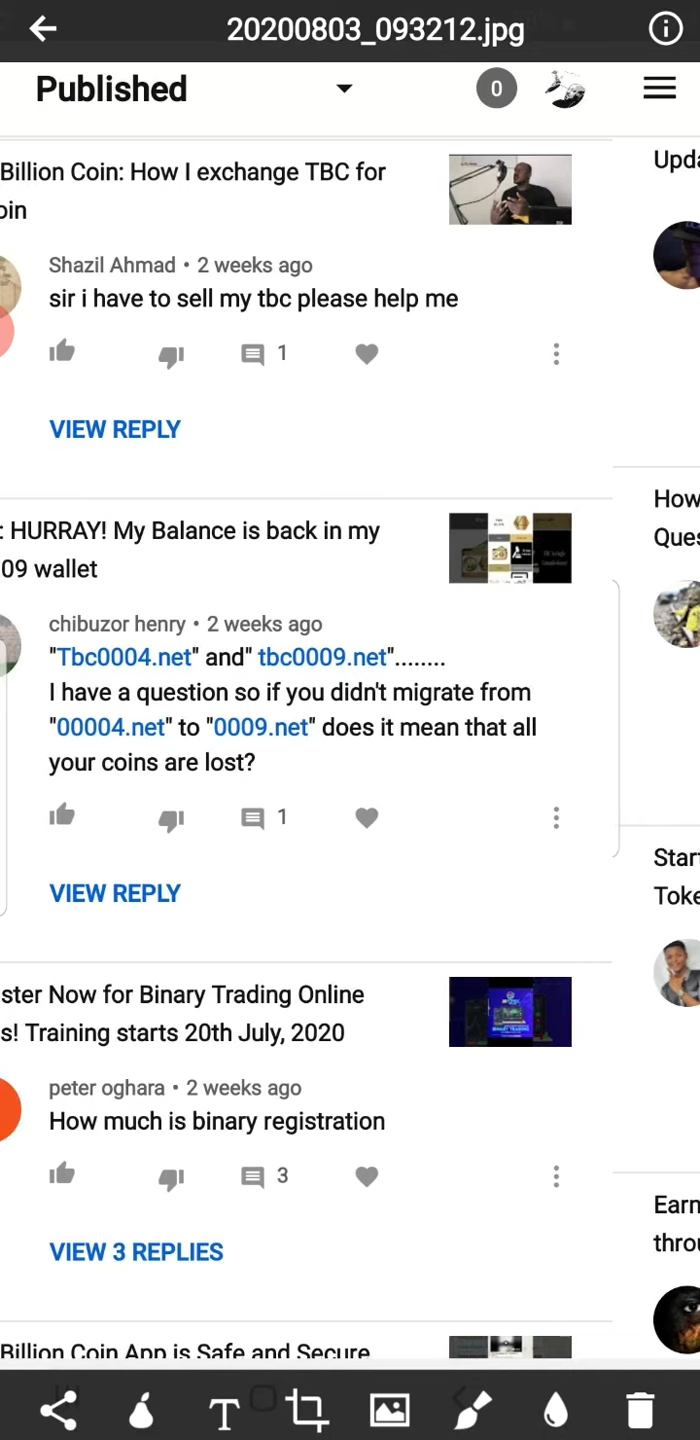 20200803_093212.jpg
Published
0
Billion Coin: How I exchange TBC for
oin
Shazil Ahmad • 2 weeks ago
sir i have to sell my tbc please help me
1
VIEW REPLY
: HURRAY! My Balance is back in my
09 wallet
chibuzor henry • 2 weeks ago
"Tbc0004.net" and" tbc0009.net"........
I have a question so if you didn't migrate from
"00004.net" to "0009.net" does it mean that all
your coins are lost?
1
VIEW REPLY
ster Now for Binary Trading Online
s! Training starts 20th July, 2020
peter oghara • 2 weeks ago
How much is binary registration
3
VIEW 3 REPLIES
Billion Coin App is Safe and Secure
Upda
How
Ques
Start
Toke
Earn
throu
T